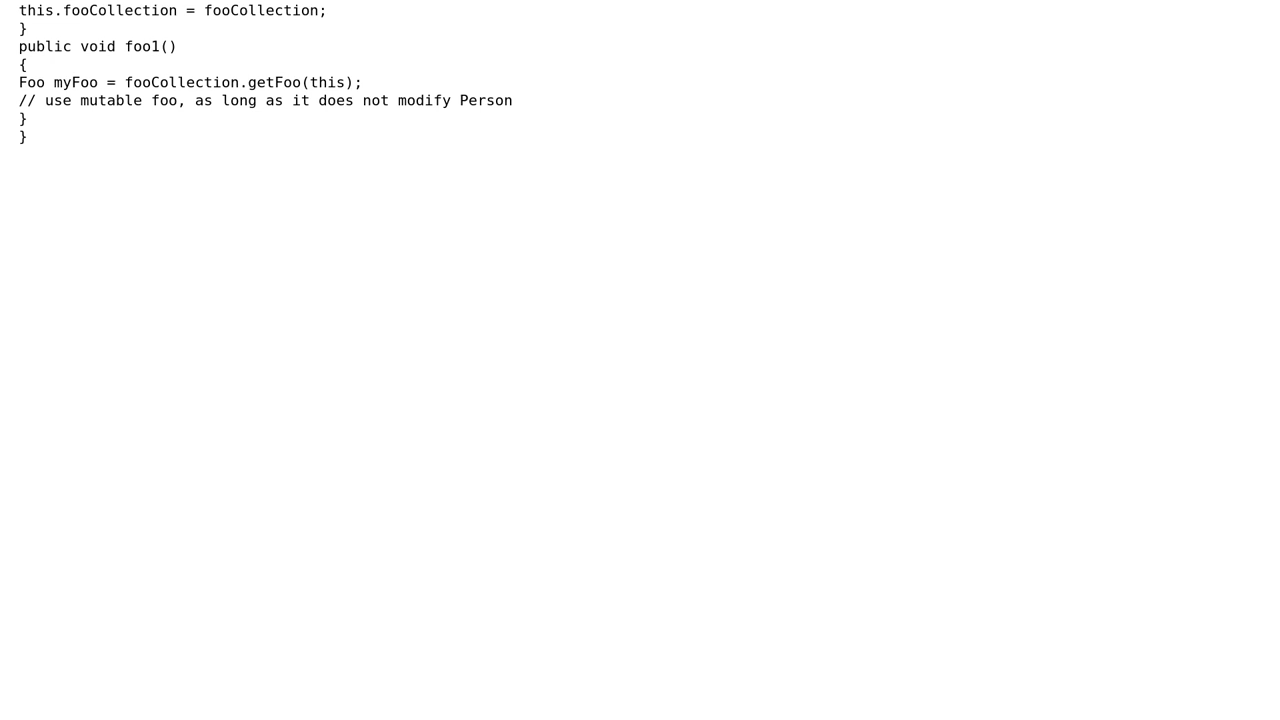 this.fooCollection = fooCollection;
}
public void foo1()
{
Foo myFoo = fooCollection.getFoo(this);
// use mutable foo, as long as it does not modify Person
}
}